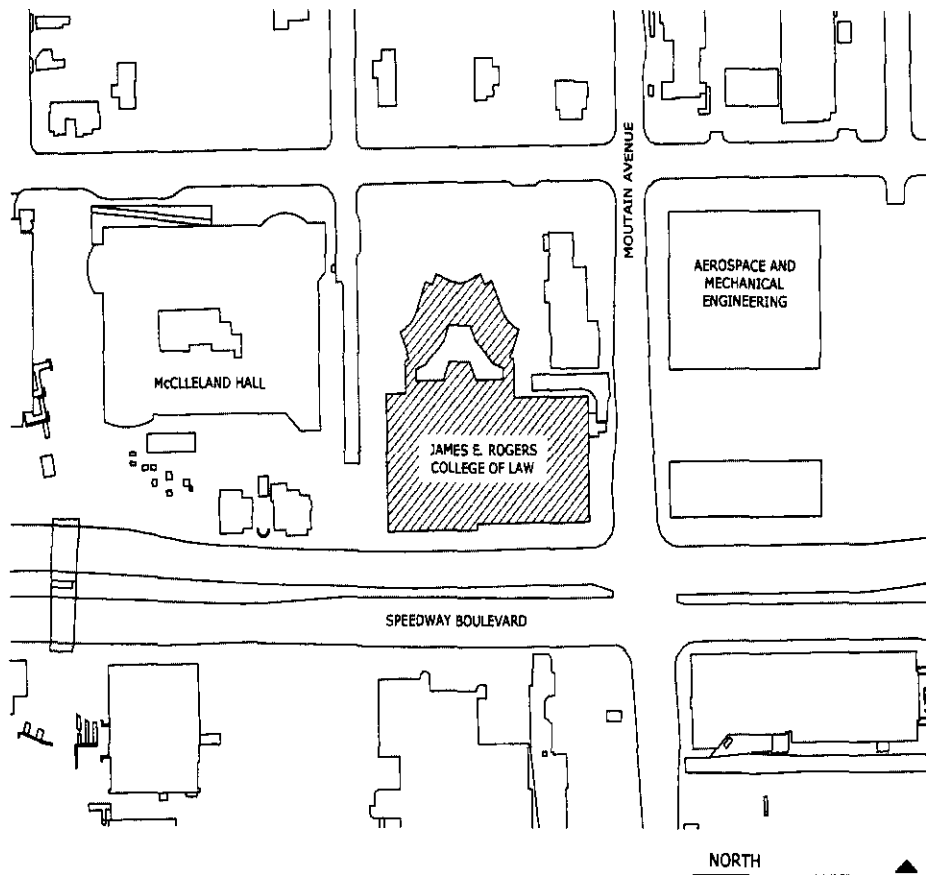 MOUTAIN AVENUE
AEROSPACE AND
MECHANICAL
ENGINEERING
McCLLELAND HALL
JAMES E. ROGERS
COLLEGE OF LAW
SPEEDWAY BOULEVARD
NORTH